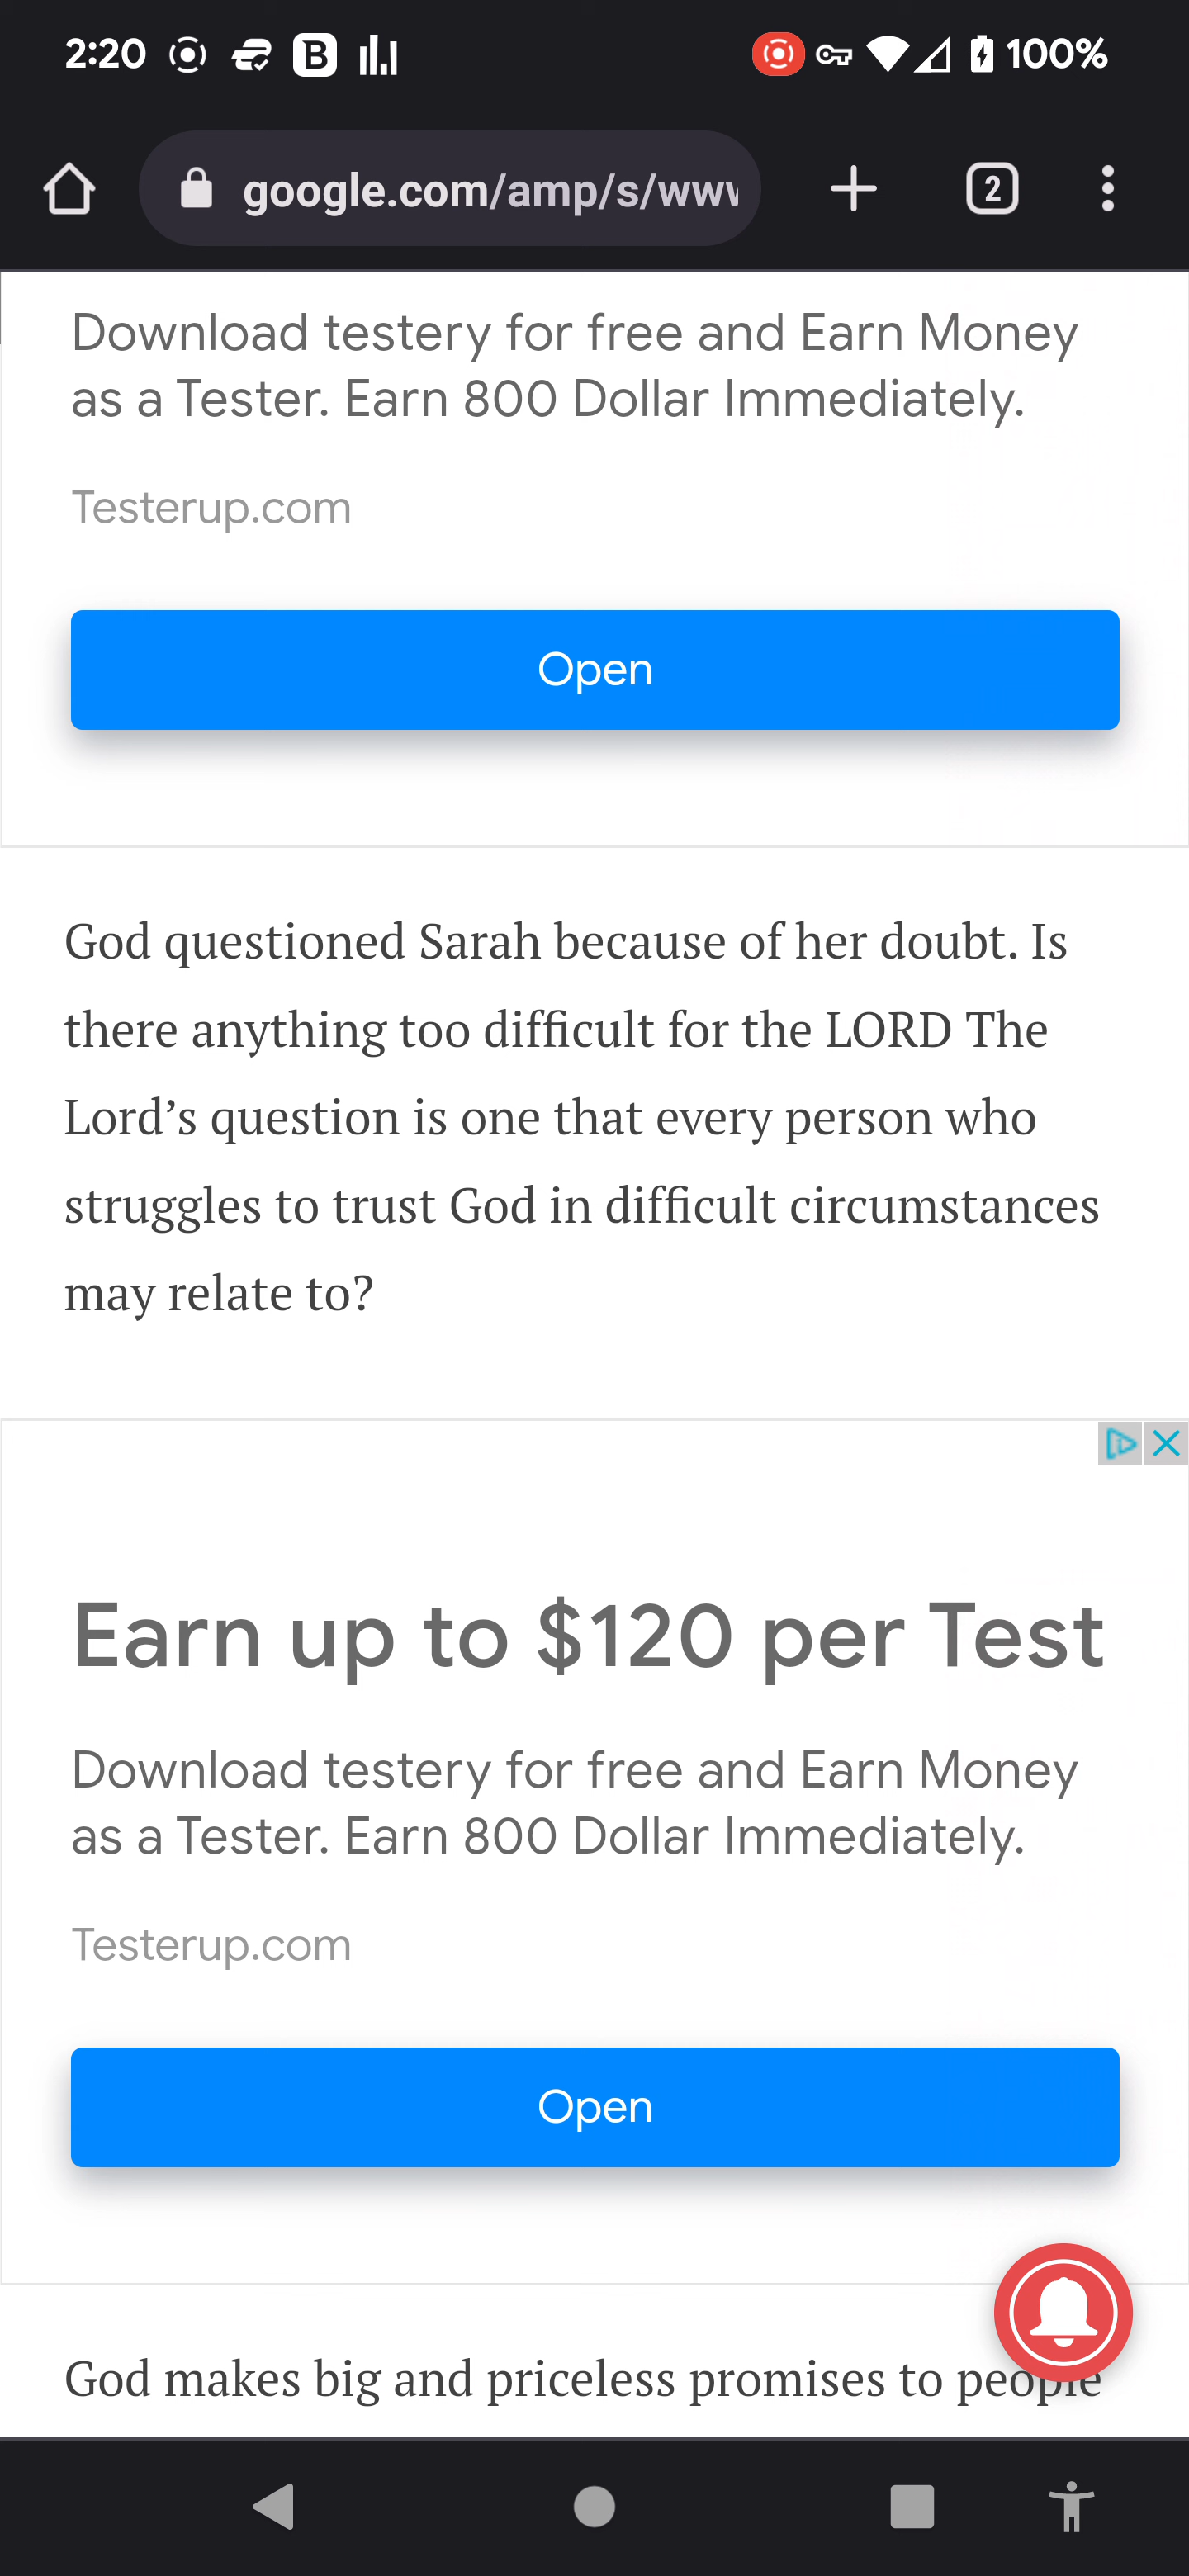 2:20
B
100%
google.com/amp/s/www
2
Download testery for free and Earn Money
as a Tester. Earn 800 Dollar Immediately.
Testerup.com
Open
God questioned Sarah because of her doubt. Is
there anything too difficult for the LORD The
Lord’s question is one that every person who
struggles to trust God in difficult circumstances
may relate to?
Earn up to $120 per Test
Download testery for free and Earn Money
as a Tester. Earn 800 Dollar Immediately.
Testerup.com
Open
God makes big and priceless promises to people